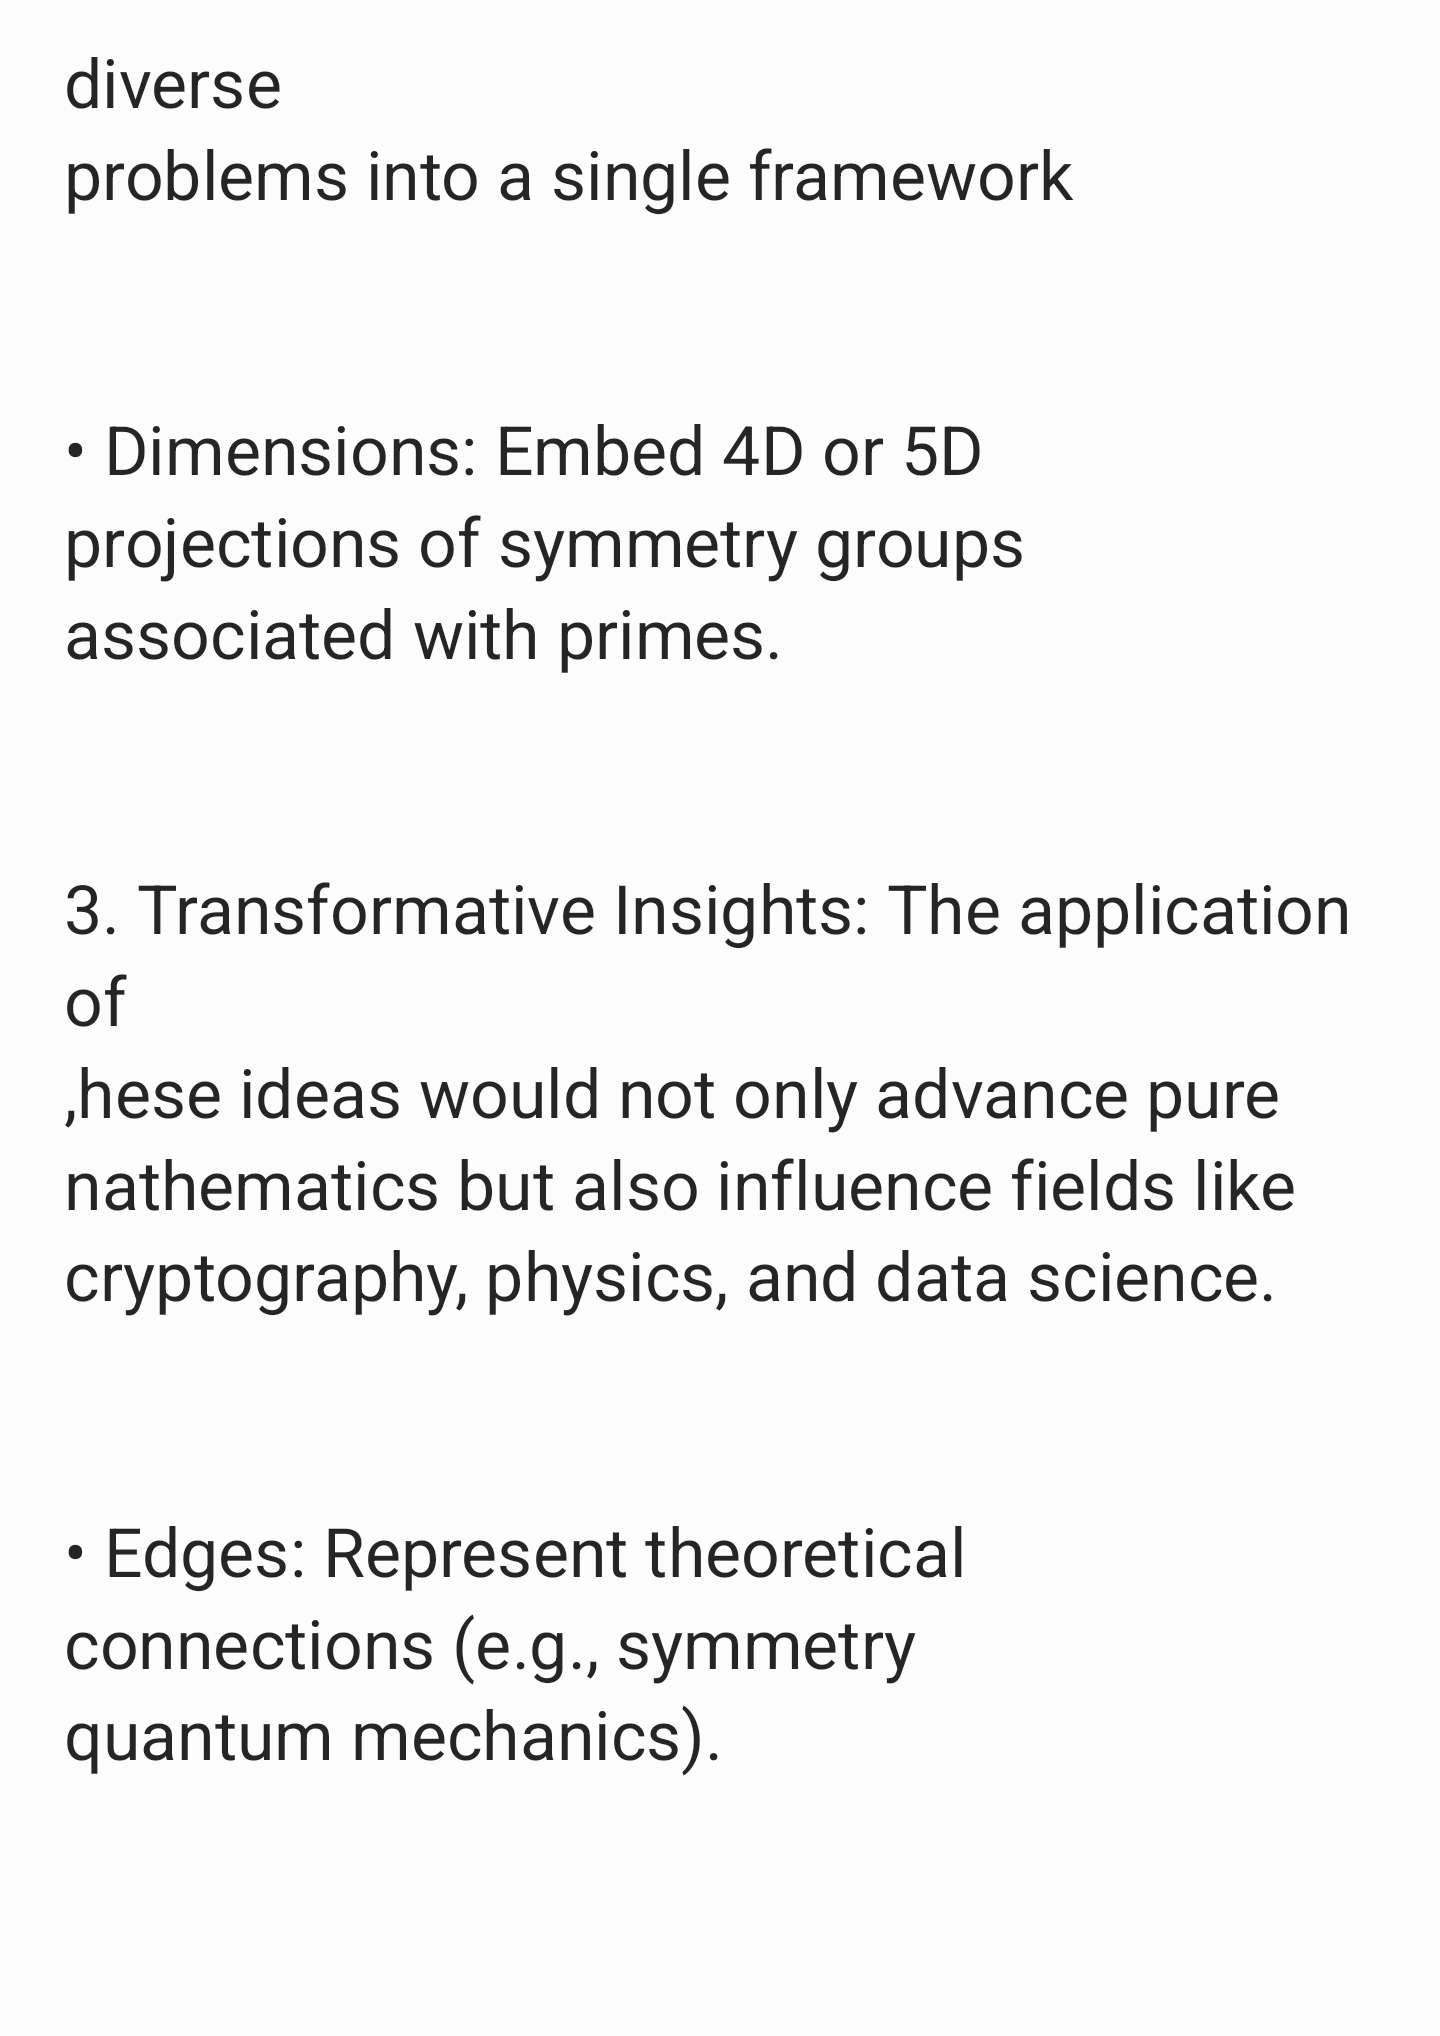 diverse
problems into a single framework
• Dimensions: Embed 4D or 5D
projections of symmetry groups
associated with primes.
3. Transformative Insights: The application
of
,hese ideas would not only advance pure
nathematics but also influence fields like
cryptography, physics, and data science.
• Edges: Represent theoretical
connections (e.g., symmetry
quantum mechanics).